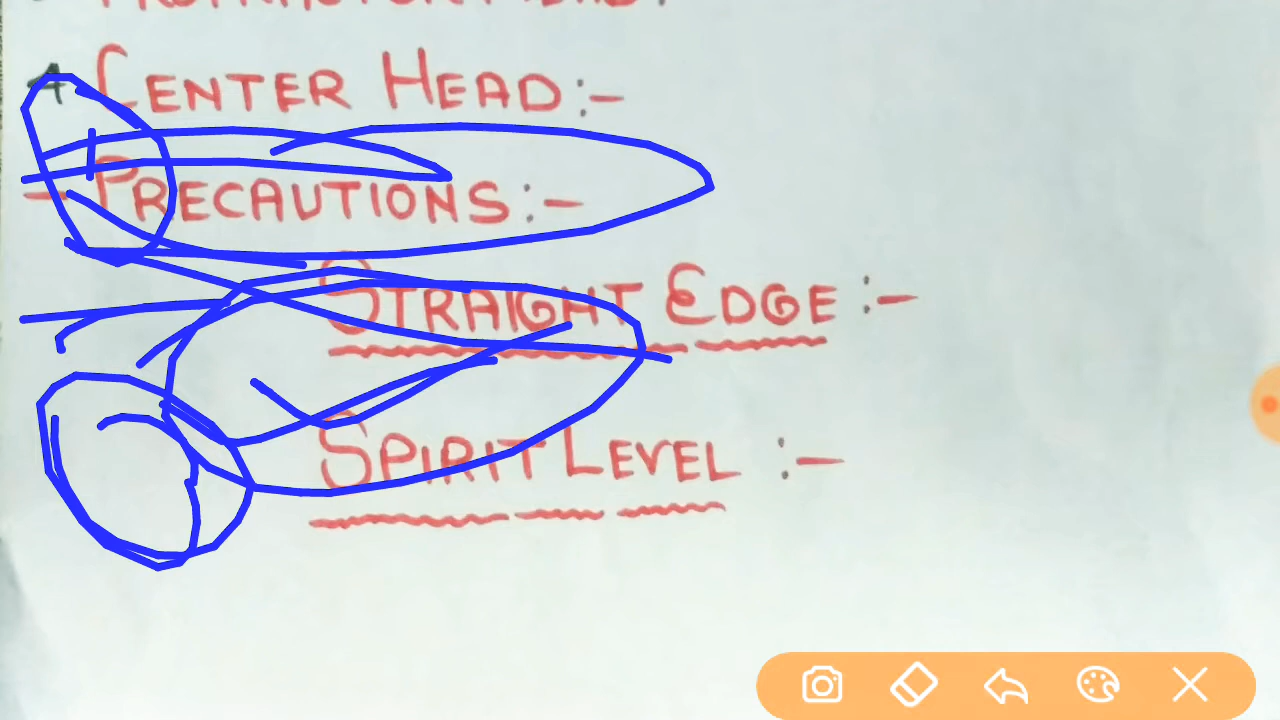 4 CENTER HEAD:-
- PRECAUTIONS:-
STRAIGHT EDGE:-
SPIRIT LEVEL :-